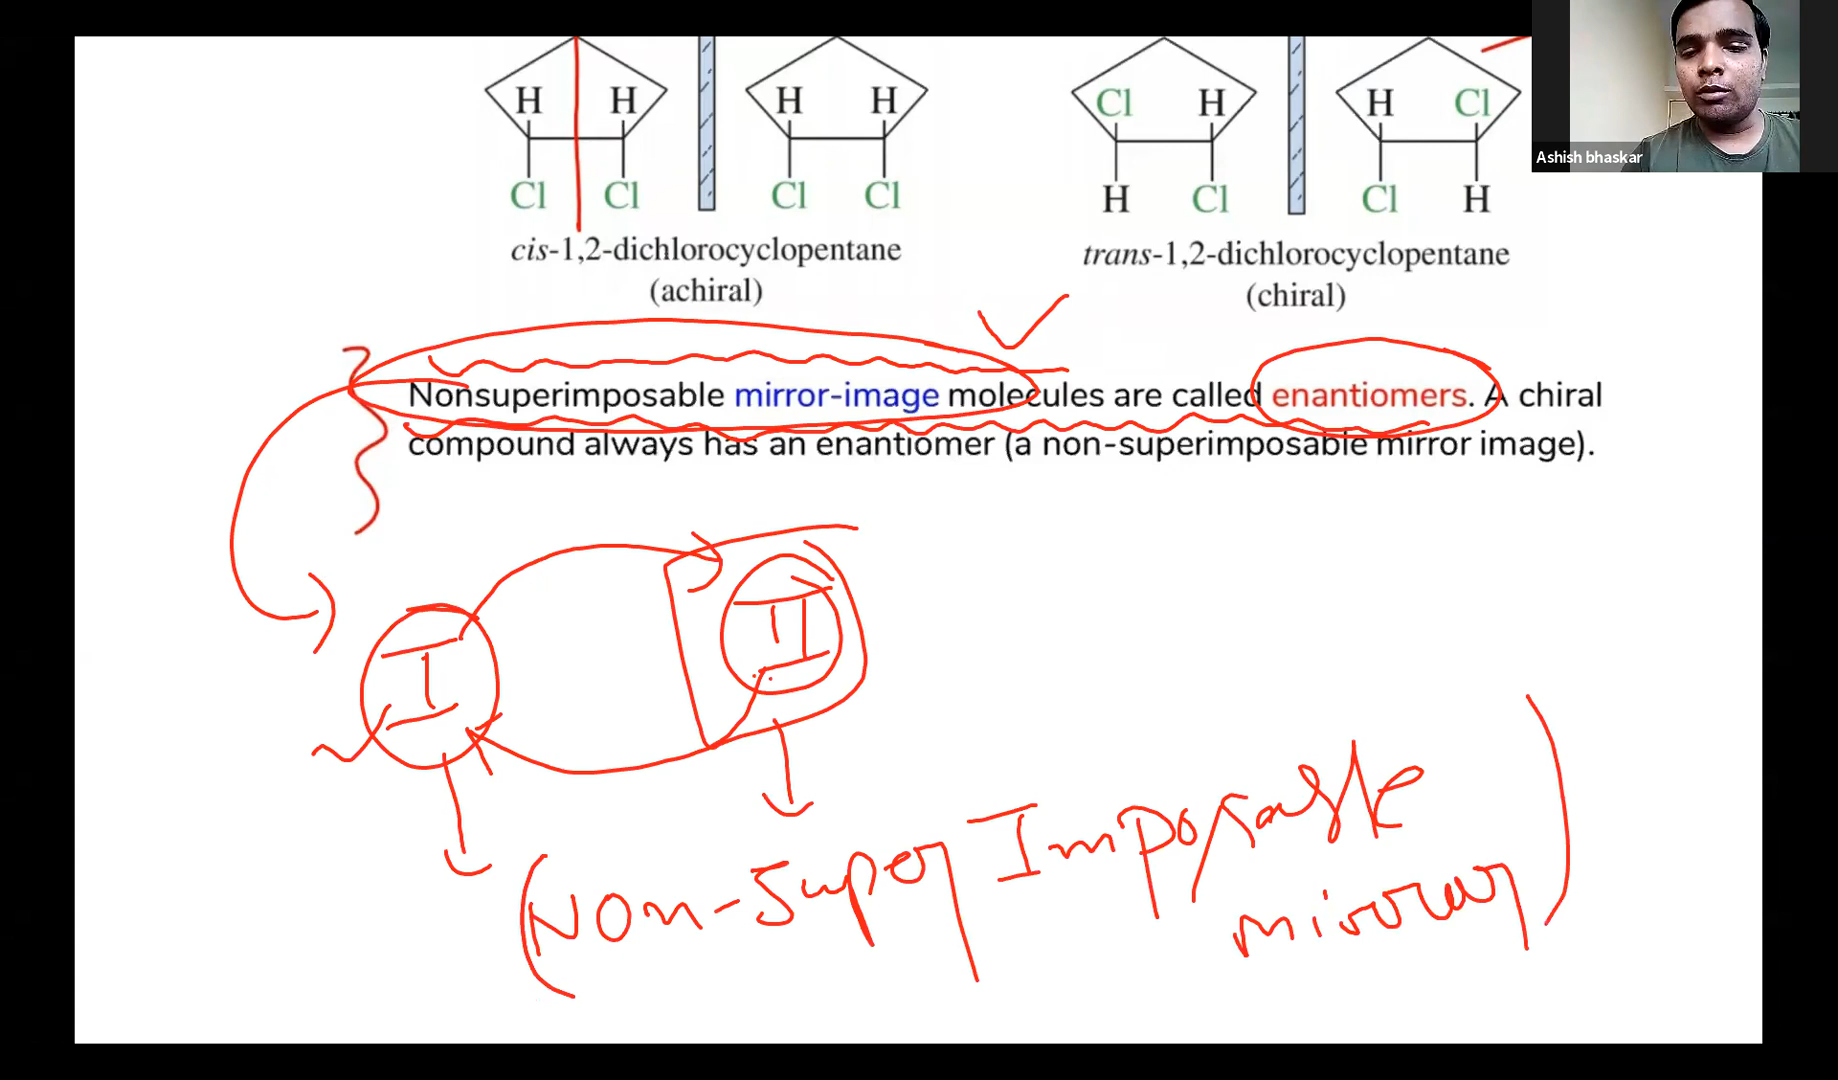 H H H H Cl H H Cl
Ashish bhaskar
Cl Cl Cl Cl H Cl Cl H
cis-1,2-dichlorocyclopentane trans-1,2-dichlorocyclopentane
(achiral) (chiral)
Nonsuperimposable mirror-image molecules are called enantiomers. A chiral
compound always has an enantiomer (a non-superimposable mirror image).
I II
(Non-Super Imposable
mirror)